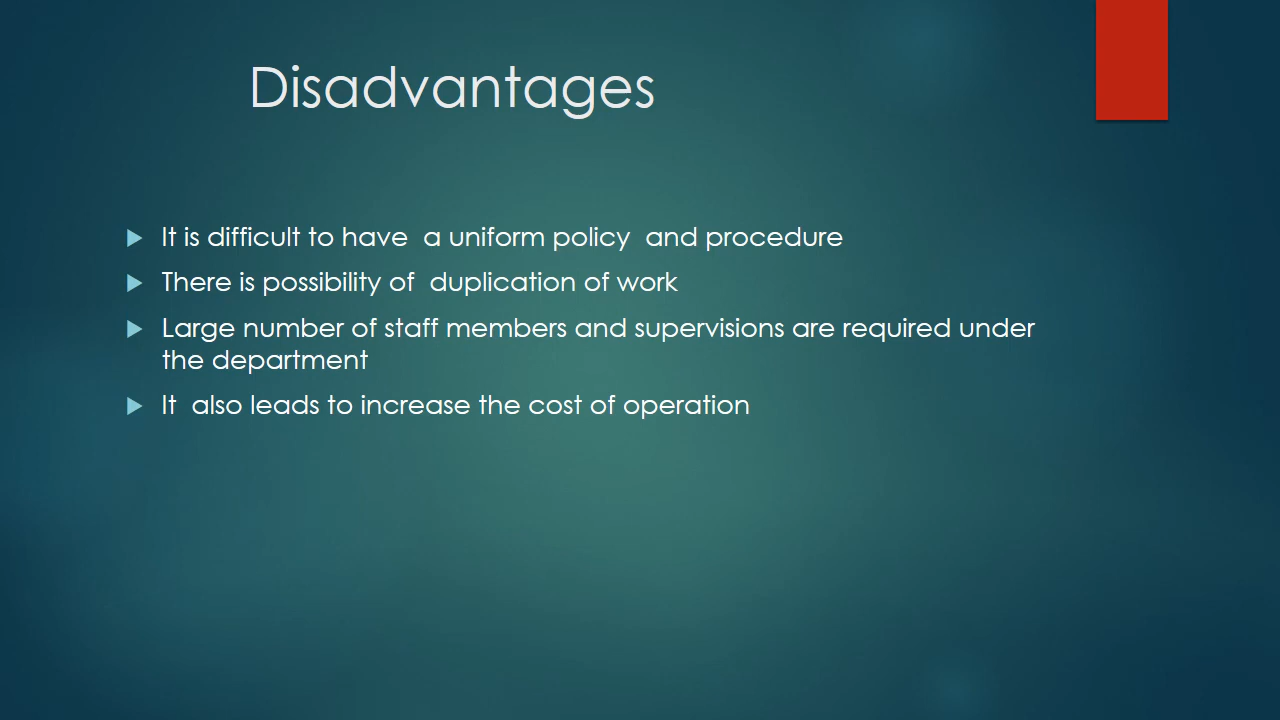 Disadvantages
It is difficult to have  a uniform policy  and procedure
There is possibility of  duplication of work
Large number of staff members and supervisions are required under
the department
It  also leads to increase the cost of operation